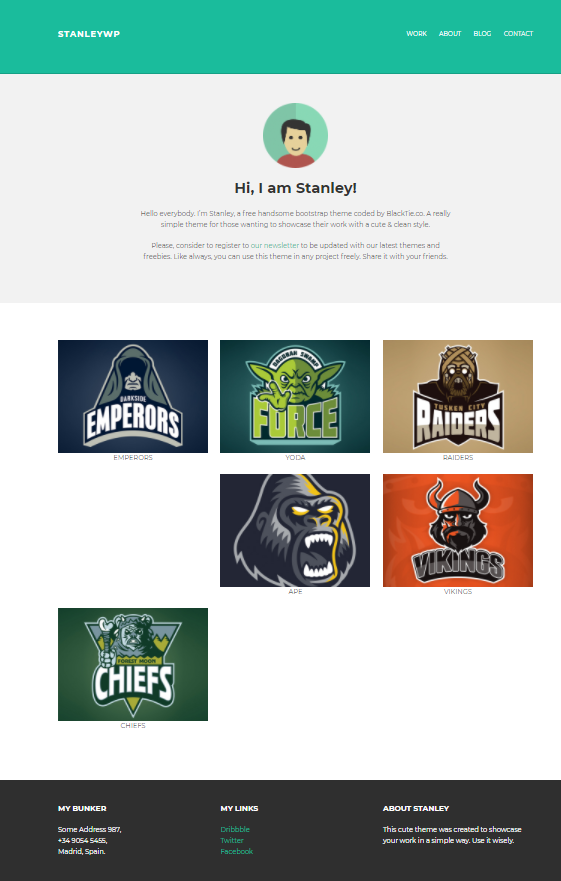 STANLEYWP
WORK ABOUT BLOG CONTACT
Hi, I am Stanley!
Hello everybody. I'm Stanley, a free handsome bootstrap theme coded by BlackTie.co. A really
simple theme for those wanting to showcase their work with a cute & clean style.
Please, consider to register to our newsletter to be updated with our latest themes and
freebies. Like always, you can use this theme in any project freely. Share it with your friends.
DARKSIDE
EMPERORS
EMPERORS
DAGOBAH SWAMP
FORCE
YODA
TUSKEN CITY
RAIDERS
RAIDERS
APE
VIKINGS
VIKINGS
FOREST MOON
CHIEFS
CHIEFS
MY BUNKER
Some Address 987,
+34 9054 5455,
Madrid, Spain.
MY LINKS
Dribbble
Twitter
Facebook
ABOUT STANLEY
This cute theme was created to showcase
your work in a simple way. Use it wisely.